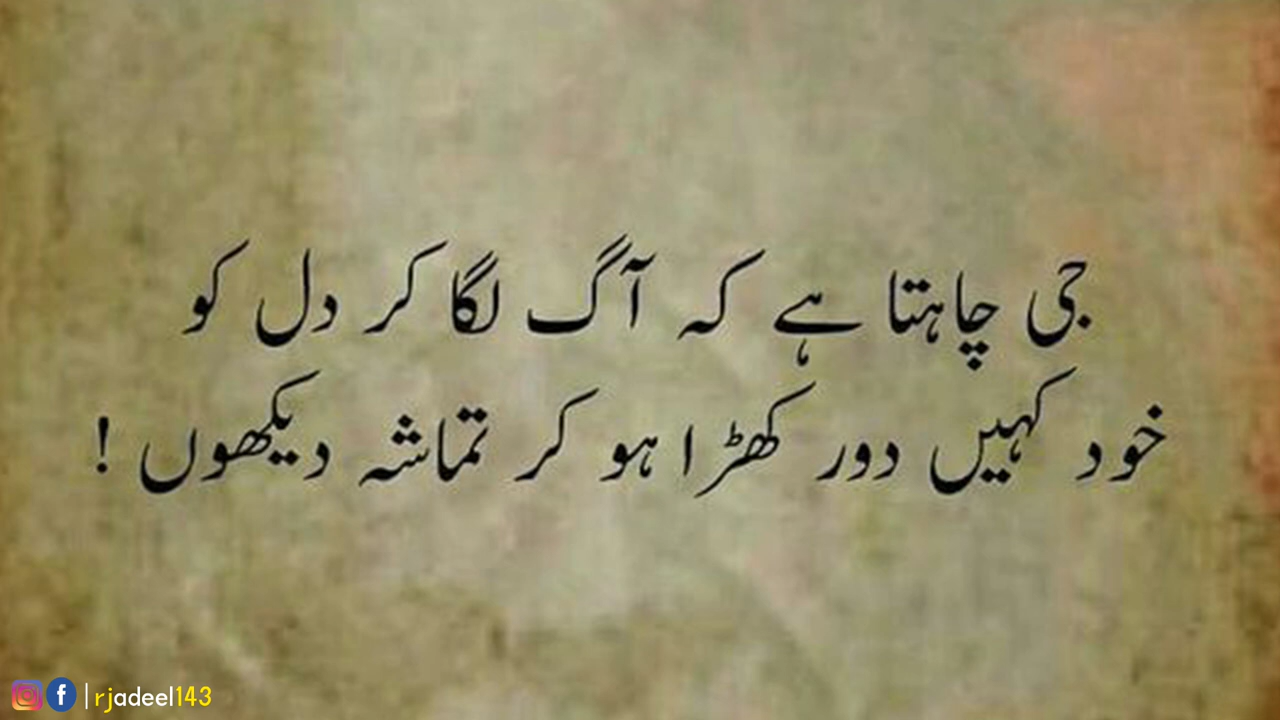 جی چاہتا ہے کہ آگ لگا کر دل کو
خود کہیں دور کھڑا ہو کر تماشہ دیکھوں !
| rjadeel143